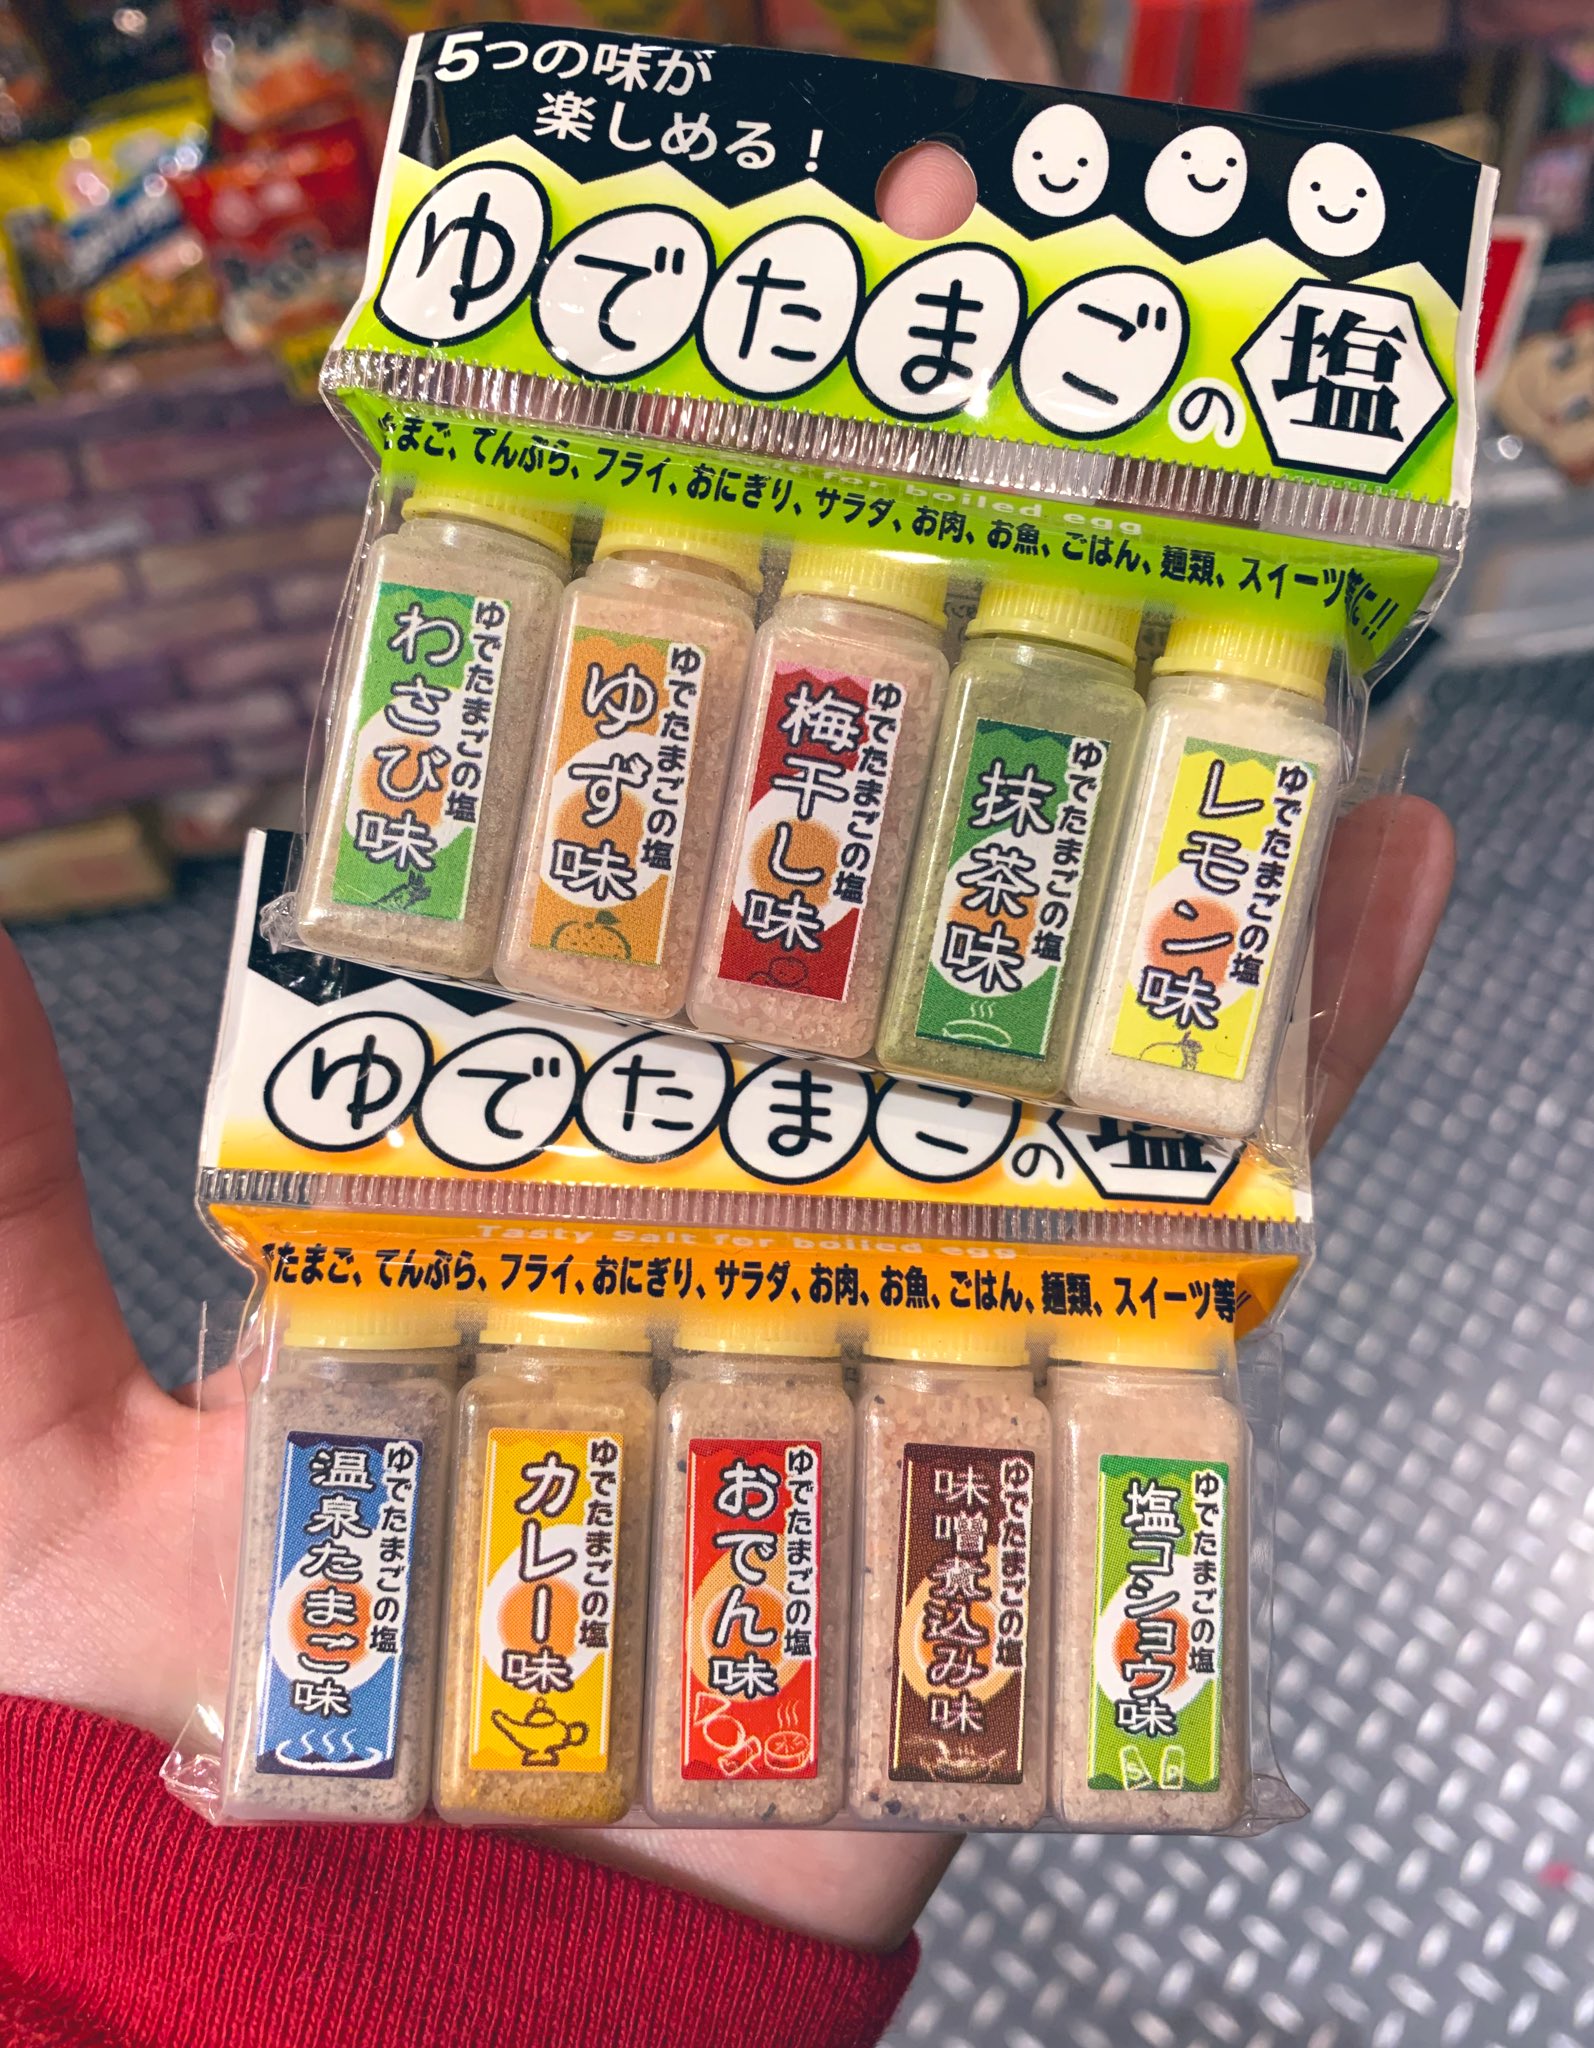 5つの味が
楽しめる！
ゆでたまごの塩
for boiled egg
たまご、てんぷら、フライ、おにぎり、サラダ、お肉、お魚、ごはん、麺類、スイーツ等に!!
ゆでたまごの塩
わさび味
ゆでたまごの塩
ゆず味
ゆでたまごの塩
梅干し味
ゆでたまごの塩
抹茶味
ゆでたまごの塩
レモン味
ゆでたまごの塩
Tasty Salt for boiled egg
でたまご、てんぷら、フライ、おにぎり、サラダ、お肉、お魚、ごはん、麺類、スイーツ等
ゆでたまごの塩
温泉たまご味
ゆでたまごの塩
カレー味
ゆでたまごの塩
おでん味
ゆでたまごの塩
味噌煮込み味
ゆでたまごの塩
塩コショウ味